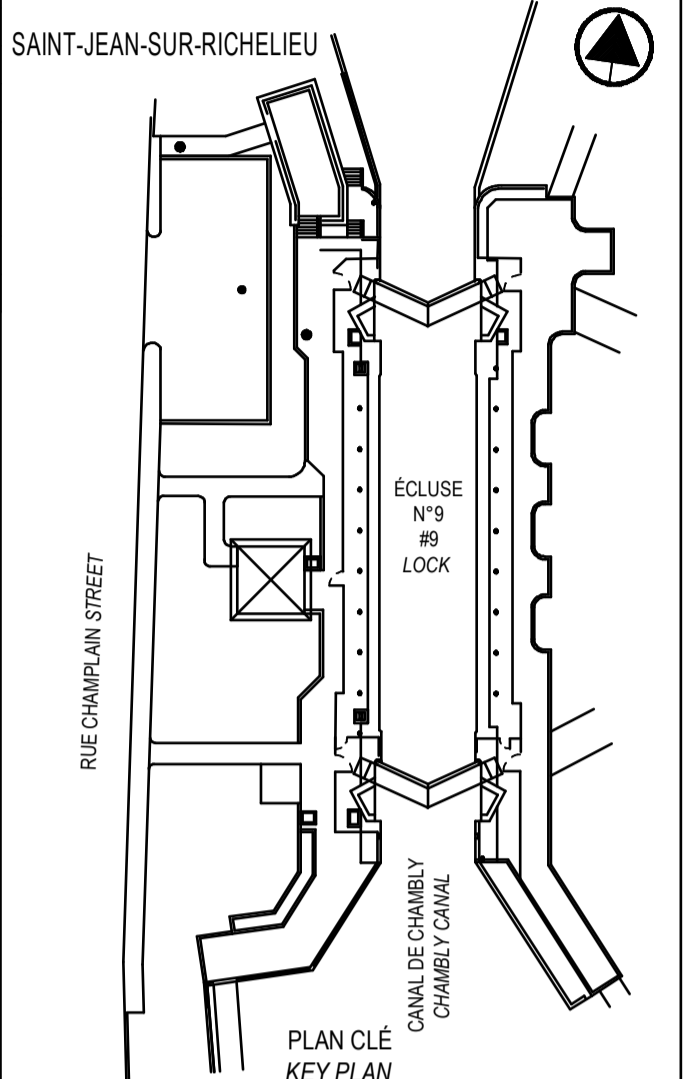 SAINT-JEAN-SUR-RICHELIEU
ÉCLUSE
N°9
#9
LOCK
RUE CHAMPLAIN STREET
CANAL DE CHAMBLY
CHAMBLY CANAL
PLAN CLÉ
KEY PLAN